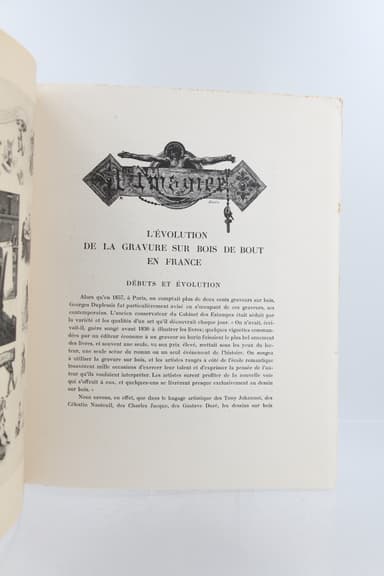 L'Imagier
L'ÉVOLUTION
DE LA GRAVURE SUR BOIS DE BOUT
EN FRANCE
DÉBUTS ET ÉVOLUTION
Alors qu'en 1857, à Paris, on comptait plus de deux cents graveurs sur bois,
Georges Duplessis fut particulièrement avisé en s'occupant de ces graveurs, ses
contemporains. L'ancien conservateur du Cabinet des Estampes était séduit par
la variété et les qualités d'un art qu'il découvrait chaque jour. « On n'avait, écri-
vait-il, guère songé avant 1830 à illustrer les livres; quelques vignettes comman-
dées par un éditeur économe à un graveur au burin faisaient le plus bel ornement
des livres, et souvent une seule, vu son prix élevé, mettait sous les yeux du lec-
teur, une seule scène du roman ou un seul événement de l'histoire. On songea
à utiliser la gravure sur bois, et les artistes rangés à côté de l'école romantique
trouvèrent mille occasions d'exercer leur talent et d'exprimer la pensée de l'au-
teur qu'ils voulaient interpréter. Les artistes surent profiter de la nouvelle voie
qui s'offrait à eux, et quelques-uns se livrèrent presque exclusivement au dessin
sur bois. »
Nous savons, en effet, que dans le bagage artistique des Tony Johannot, des
Célestin Nanteuil, des Charles Jacque, des Gustave Doré, les dessins sur bois